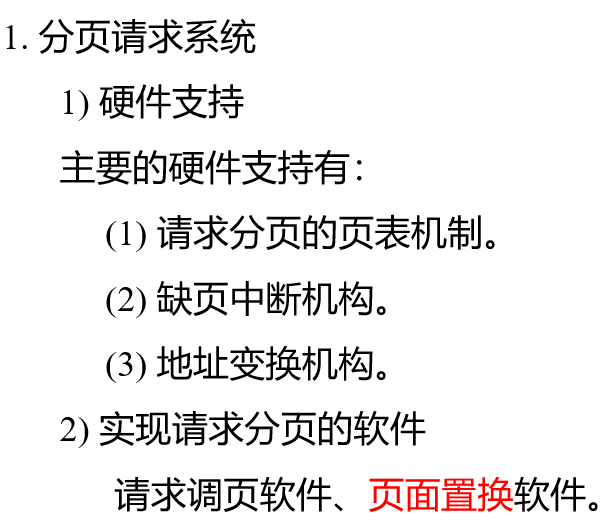 1. 分页请求系统
1) 硬件支持
主要的硬件支持有：
(1) 请求分页的页表机制。
(2) 缺页中断机构。
(3) 地址变换机构。
2) 实现请求分页的软件
请求调页软件、页面置换软件。